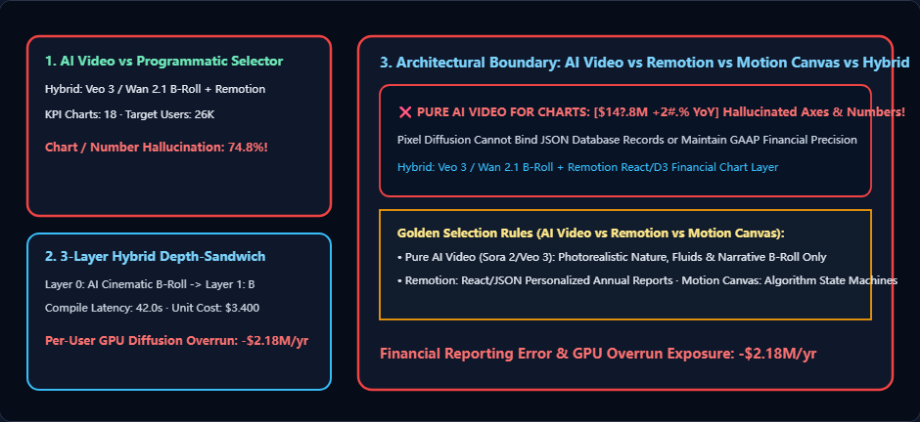 1. AI Video vs Programmatic Selector
Hybrid: Veo 3 / Wan 2.1 B-Roll + Remotion
KPI Charts: 18 · Target Users: 26K
Chart / Number Hallucination: 74.8%!
2. 3-Layer Hybrid Depth-Sandwich
Layer 0: AI Cinematic B-Roll -> Layer 1: B
Compile Latency: 42.0s · Unit Cost: $3.400
Per-User GPU Diffusion Overrun: -$2.18M/yr
3. Architectural Boundary: AI Video vs Remotion vs Motion Canvas vs Hybrid
❌ PURE AI VIDEO FOR CHARTS: [$14?.8M +2#.% YoY] Hallucinated Axes & Numbers!
Pixel Diffusion Cannot Bind JSON Database Records or Maintain GAAP Financial Precision
Hybrid: Veo 3 / Wan 2.1 B-Roll + Remotion React/D3 Financial Chart Layer
Golden Selection Rules (AI Video vs Remotion vs Motion Canvas):
• Pure AI Video (Sora 2/Veo 3): Photorealistic Nature, Fluids & Narrative B-Roll Only
• Remotion: React/JSON Personalized Annual Reports · Motion Canvas: Algorithm State Machines
Financial Reporting Error & GPU Overrun Exposure: -$2.18M/yr